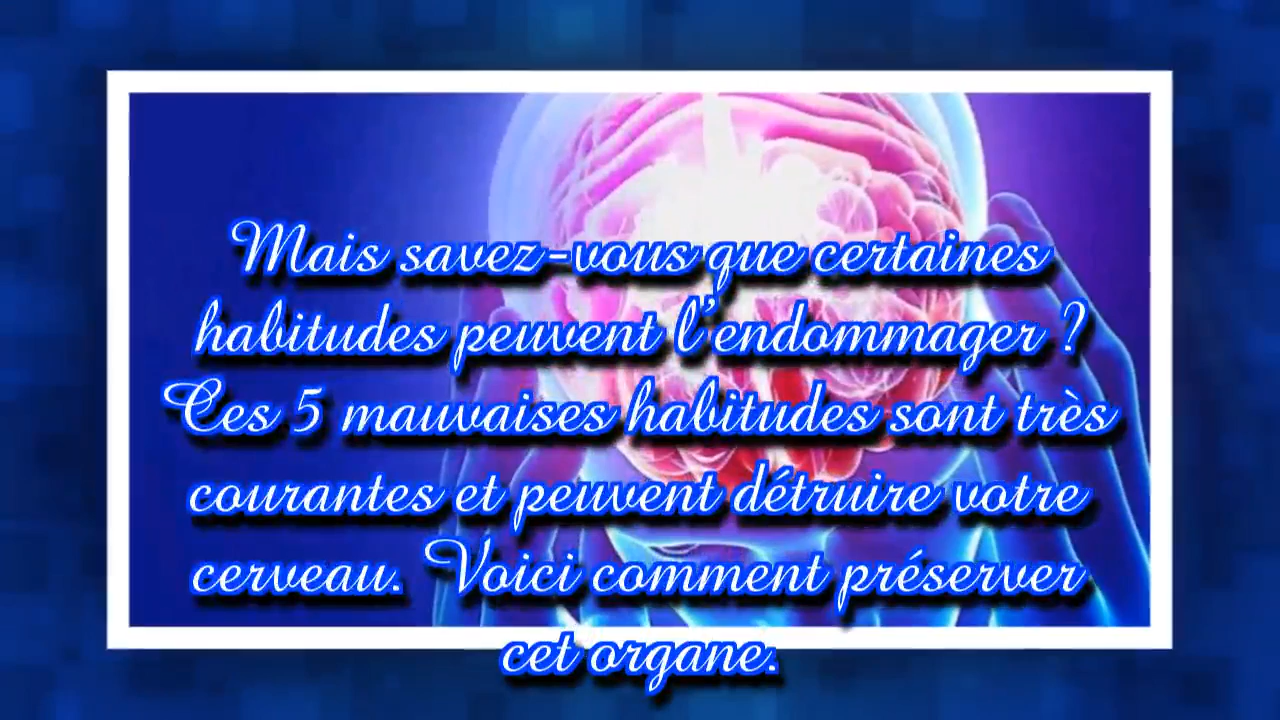 Mais savez-vous que certaines
habitudes peuvent l'endommager ?
Ces 5 mauvaises habitudes sont très
courantes et peuvent détruire votre
cerveau. Voici comment préserver
cet organe.